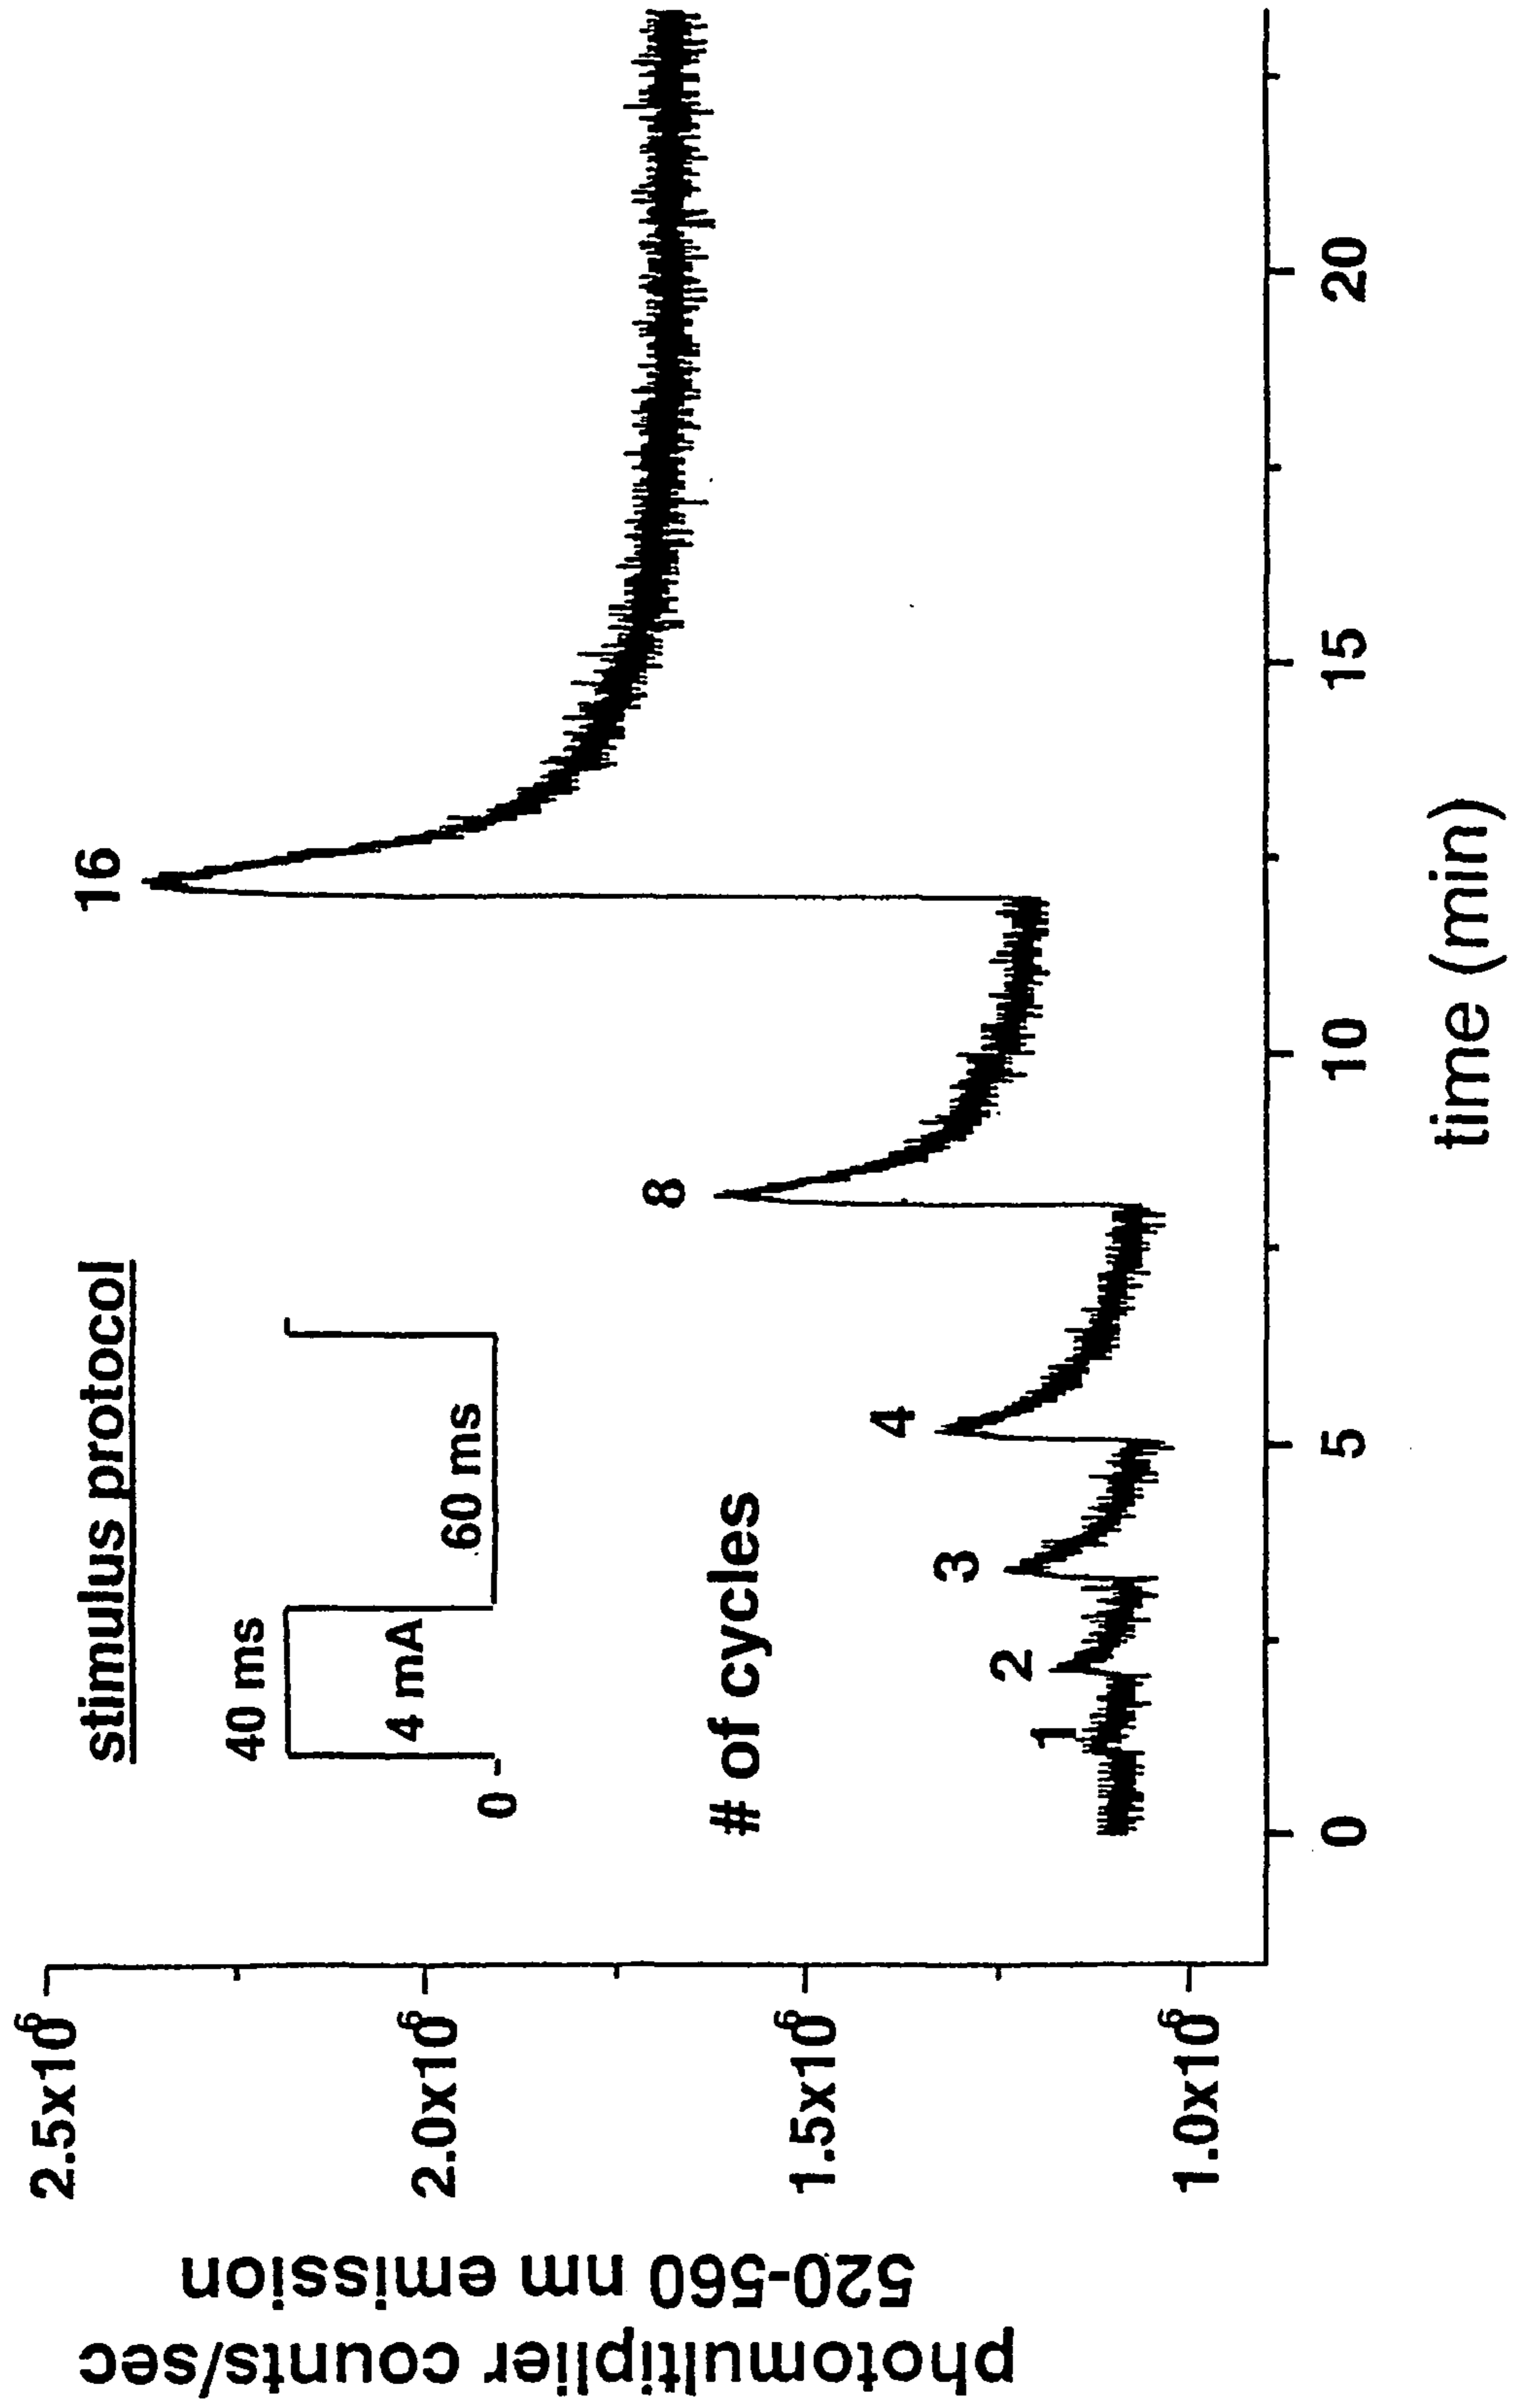 photomultiplier counts/sec
520-560 nm emission
2.5x10⁶
2.0x10⁶
1.5x10⁶
1.0x10⁶
stimulus protocol
40 ms
4 mA
60 ms
0
# of cycles
1
2
3
4
8
16
0
5
10
15
20
time (min)